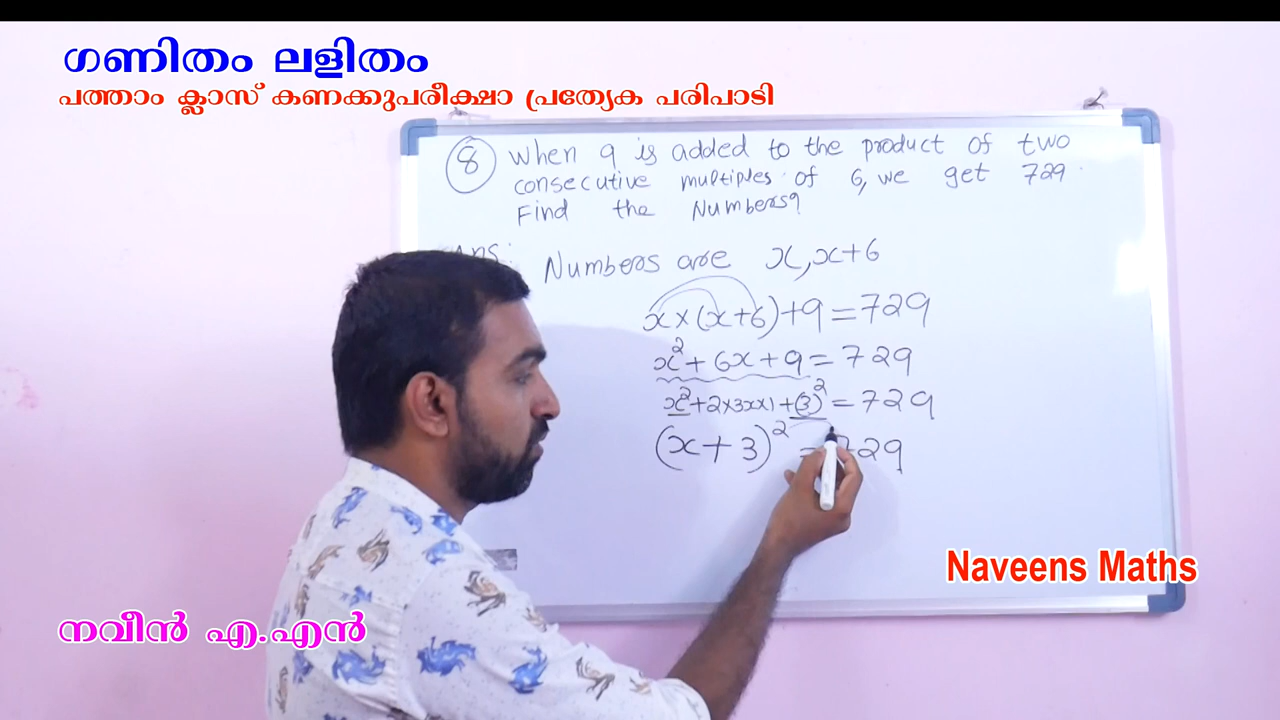 ഗണിതം ലളിതം
പത്താം ക്ലാസ് കണക്കുപരീക്ഷാ പ്രത്യേക പരിപാടി
8 When 9 is added to the product of two
consecutive multiples of 6, we get 729.
Find the Numbers?
Ans:
Numbers are x, x+6
x×(x+6)+9=729
x²+6x+9=729
x²+2×3x×1+(3)²=729
(x+3)²=729
Naveens Maths
നവീൻ എ.എൻ